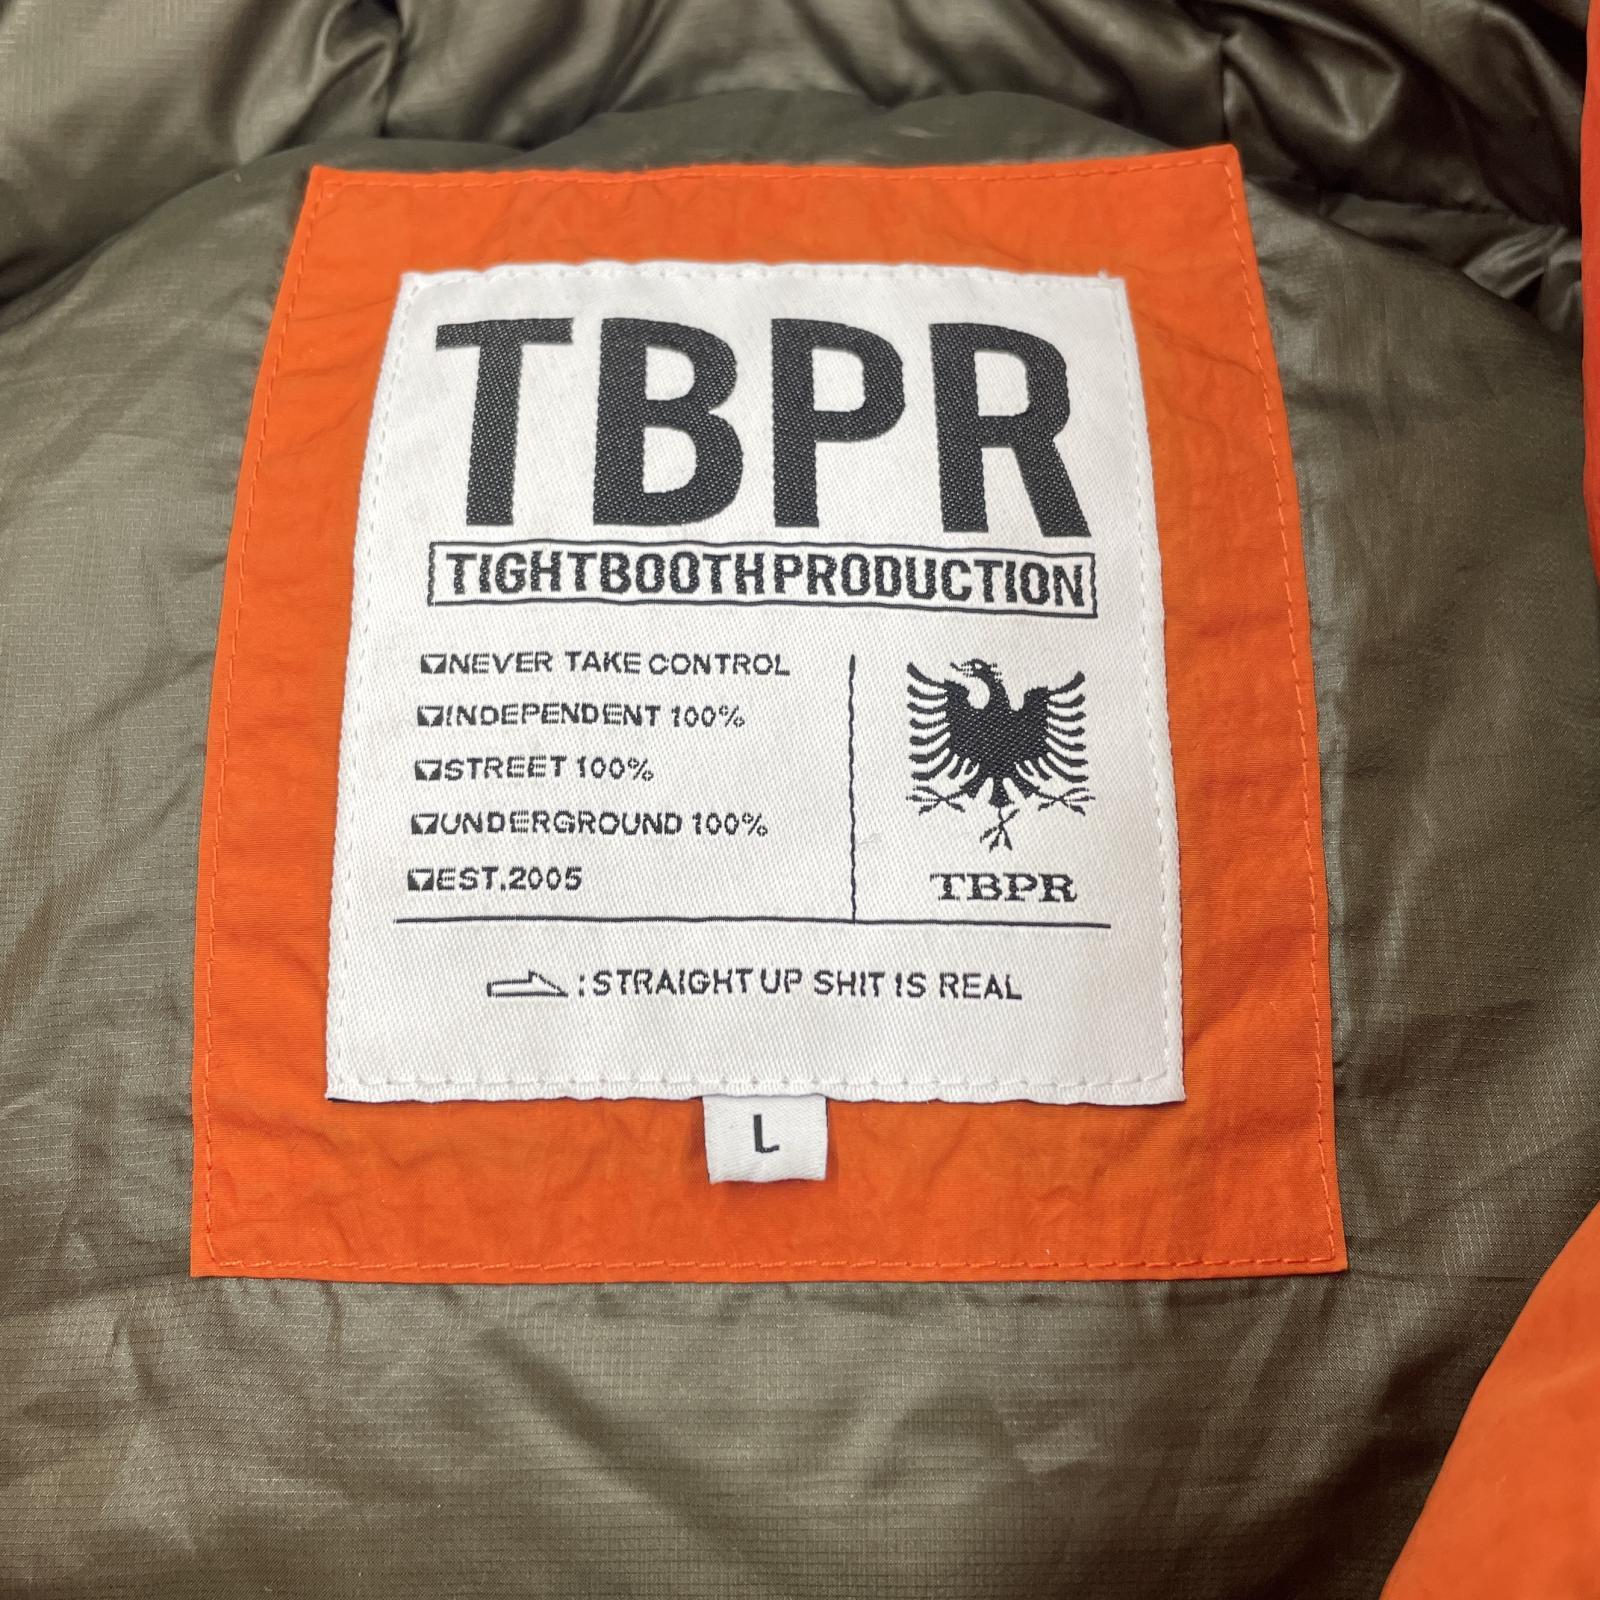 TBPR
TIGHTBOOTHPRODUCTION
NEVER TAKE CONTROL
INDEPENDENT 100%
STREET 100%
UNDERGROUND 100%
EST.2005
TBPR
:STRAIGHT UP SHIT IS REAL
L